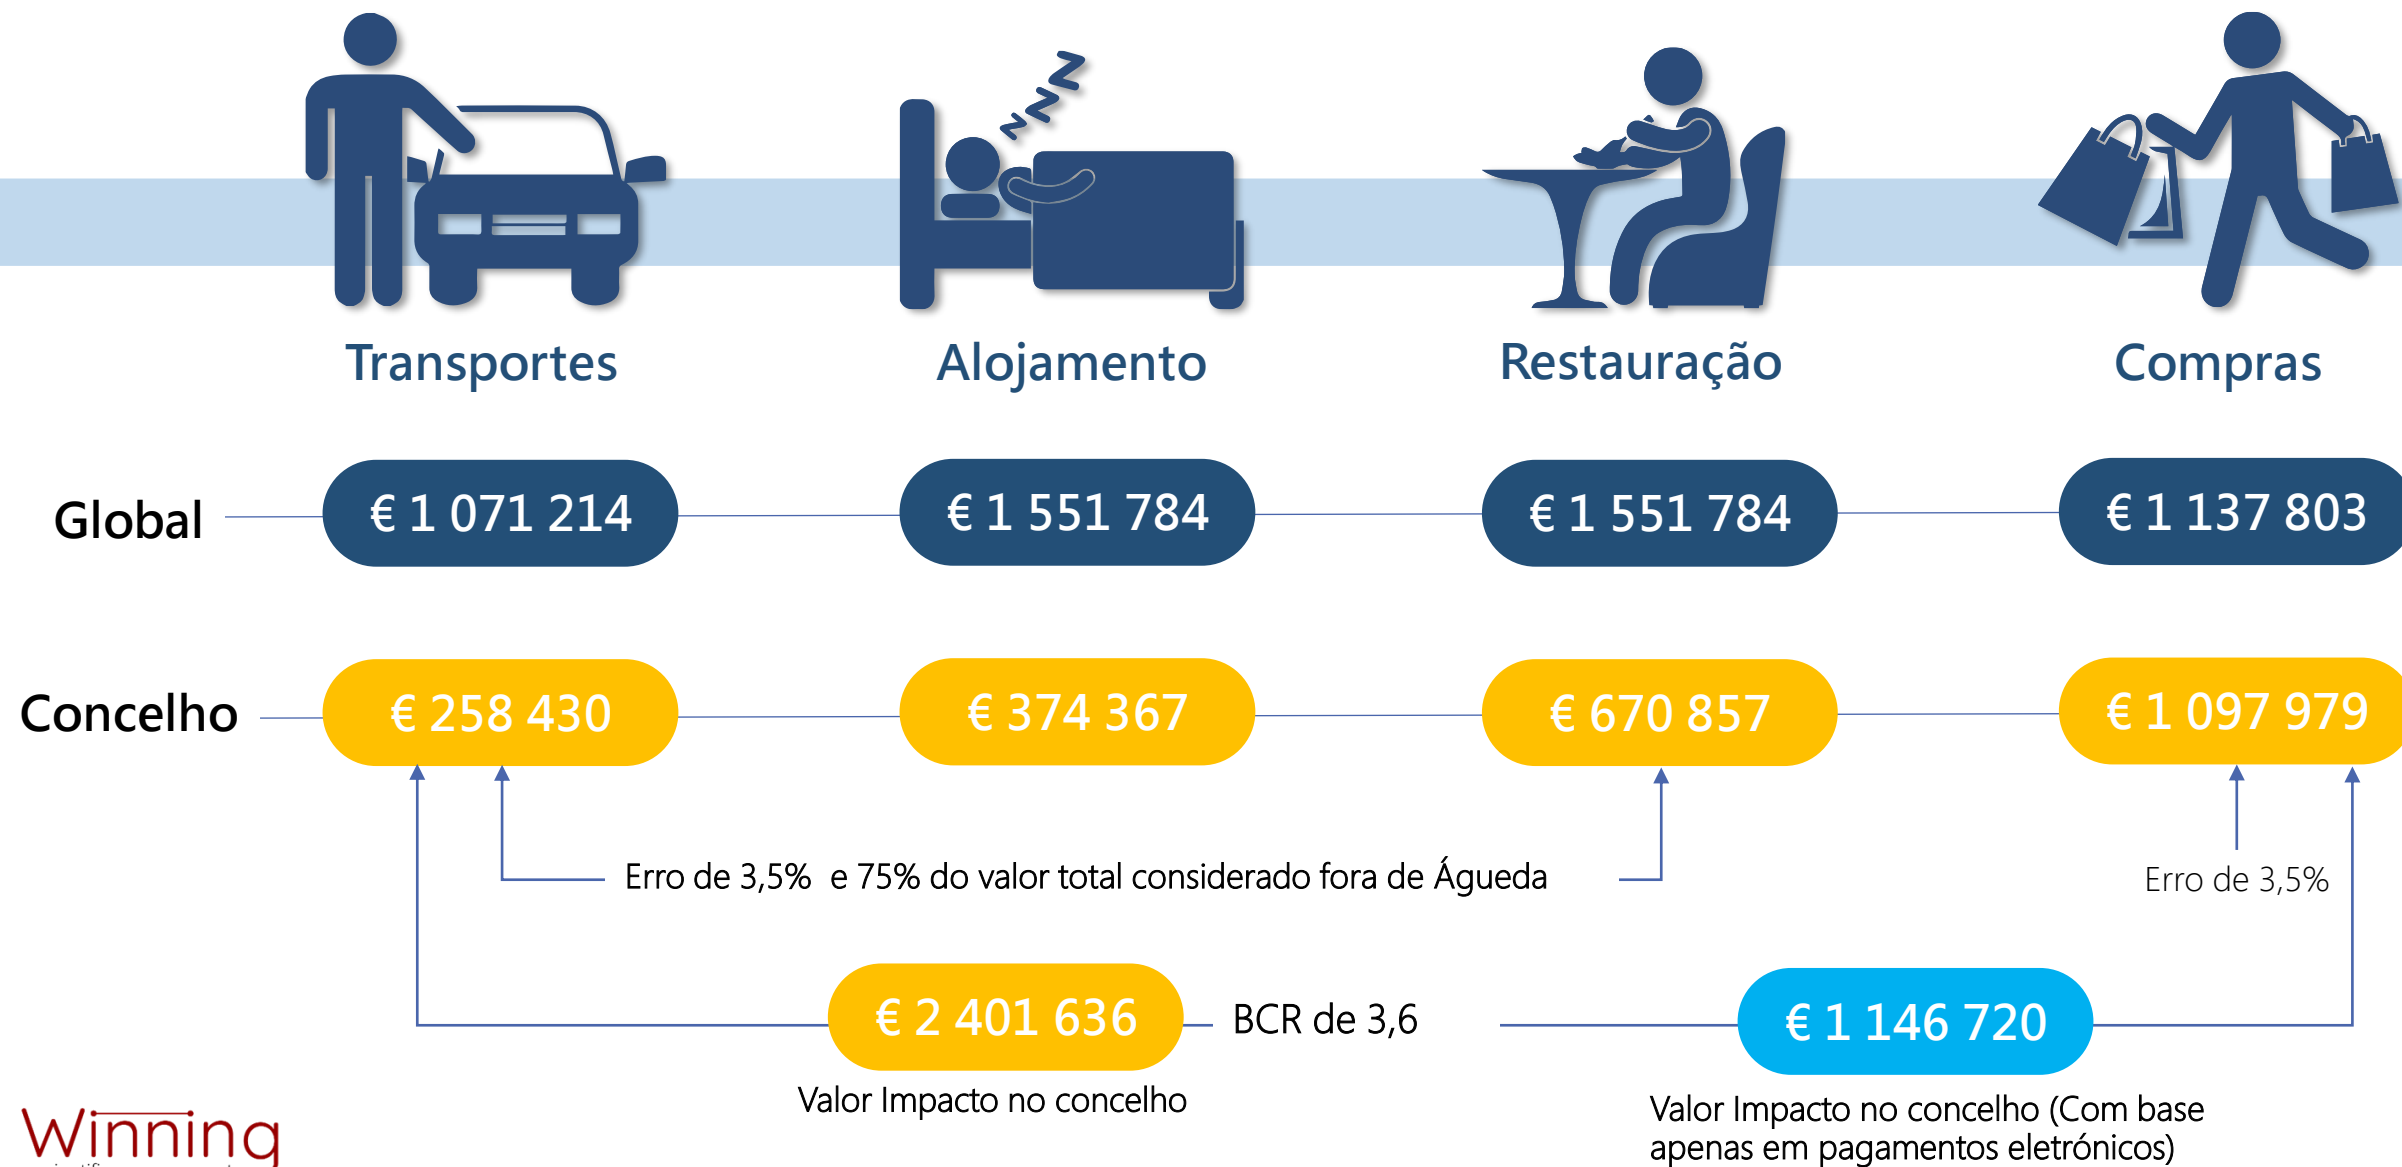 Transportes
Alojamento
Restauração
Compras
Global
€ 1 071 214
€ 1 551 784
€ 1 551 784
€ 1 137 803
Concelho
€ 258 430
€ 374 367
€ 670 857
€ 1 097 979
Erro de 3,5% e 75% do valor total considerado fora de Águeda
Erro de 3,5%
€ 2 401 636
BCR de 3,6
€ 1 146 720
Valor Impacto no concelho
Valor Impacto no concelho (Com base
apenas em pagamentos eletrónicos)
Winning